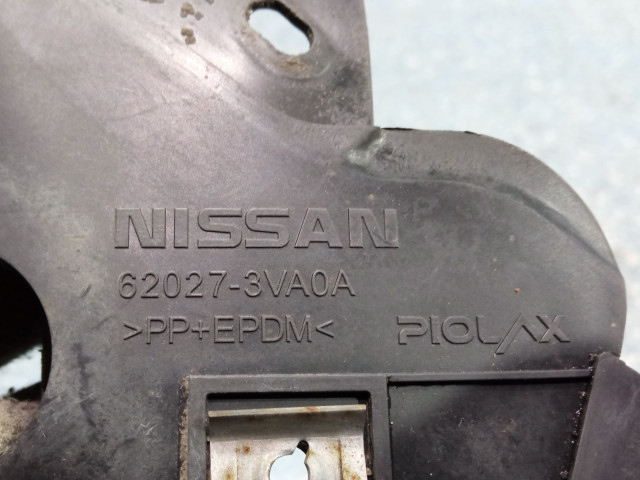 NISSAN
62027-3VA0A
>PP+EPDM< PIOLAX